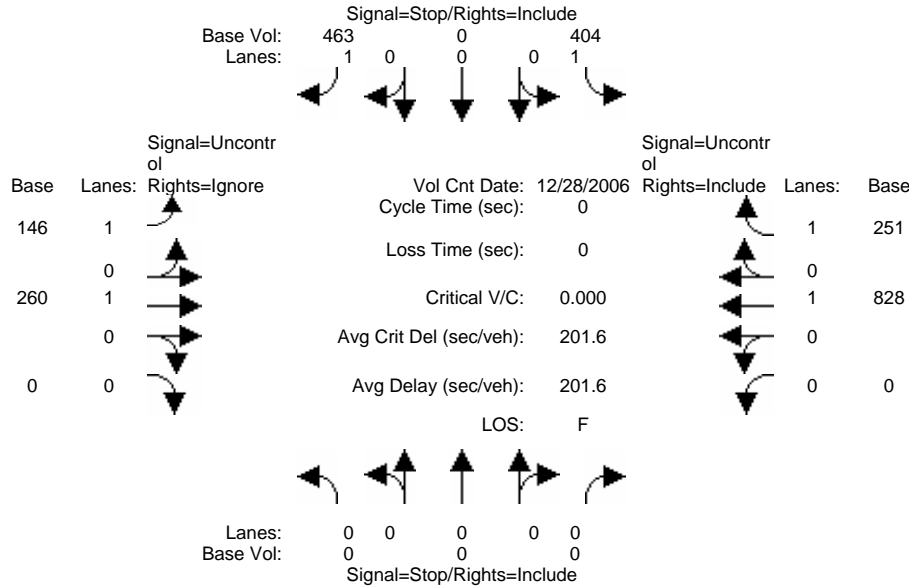 Signal=Stop/Rights=Include
Base Vol: 463 0 404
Lanes: 1 0 0 0 1
Signal=Uncontr
ol
Signal=Uncontr
ol
Base Lanes: Rights=Ignore Vol Cnt Date: 12/28/2006 Rights=Include Lanes: Base
Cycle Time (sec): 0
146 1 1 251
Loss Time (sec): 0
0 0
260 1 Critical V/C: 0.000 1 828
0 Avg Crit Del (sec/veh): 201.6 0
0 0 Avg Delay (sec/veh): 201.6 0 0
LOS: F
Lanes: 0 0 0 0 0
Base Vol: 0 0 0
Signal=Stop/Rights=Include